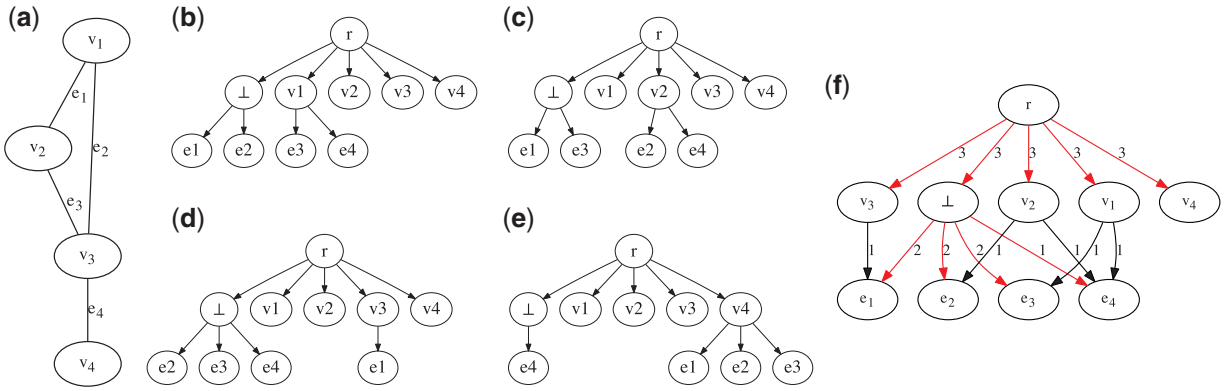 (a)
v1
e1
v2
e2
e3
v3
e4
v4
(b)
r
⊥ v1 v2 v3 v4
e1 e2 e3 e4
(c)
r
⊥ v1 v2 v3 v4
e1 e3 e2 e4
(d)
r
⊥ v1 v2 v3 v4
e2 e3 e4 e1
(e)
r
⊥ v1 v2 v3 v4
e4 e1 e2 e3
(f)
r
3 3 3 3 3
v3 ⊥ v2 v1 v4
1 2 2 2 1 1 1 1 1
e1 e2 e3 e4